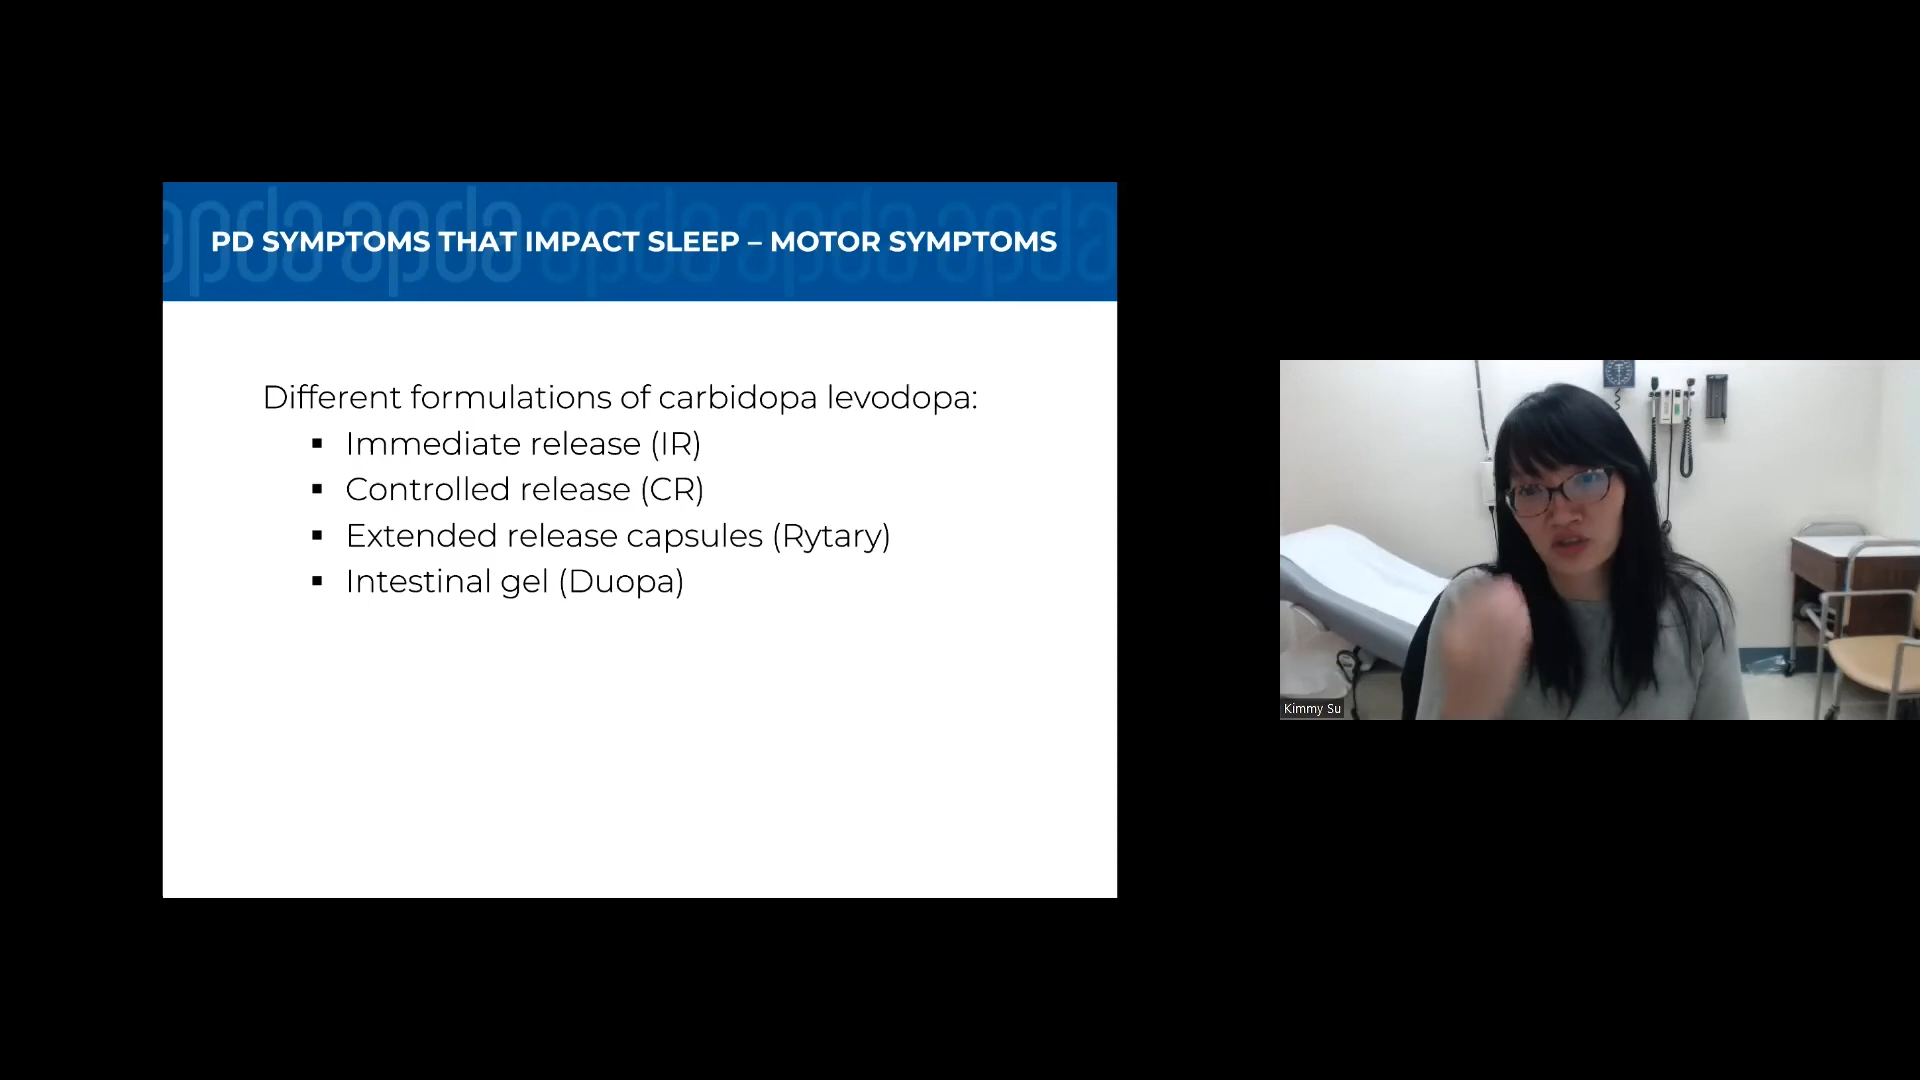 PD SYMPTOMS THAT IMPACT SLEEP – MOTOR SYMPTOMS
Different formulations of carbidopa levodopa:
▪ Immediate release (IR)
▪ Controlled release (CR)
▪ Extended release capsules (Rytary)
▪ Intestinal gel (Duopa)
Kimmy Su